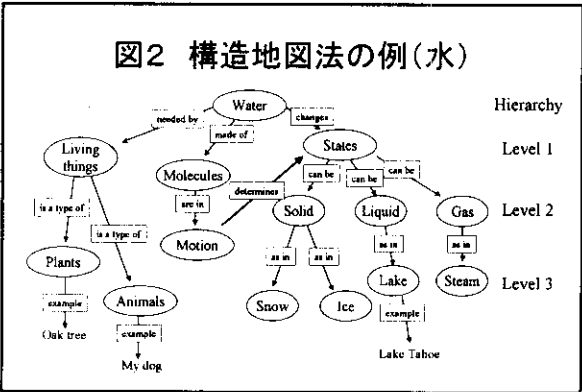 図2 構造地図法の例(水)
Water
Hierarchy
needed by
made of
changes
Living
things
States
Level 1
Molecules
can be
can be
can be
is a type of
are in
determines
Solid
Liquid
Gas
Level 2
is a type of
Motion
as in
as in
as in
as in
Plants
Lake
Steam
Level 3
example
Animals
Snow
Ice
example
Oak tree
example
My dog
Lake Tahoe